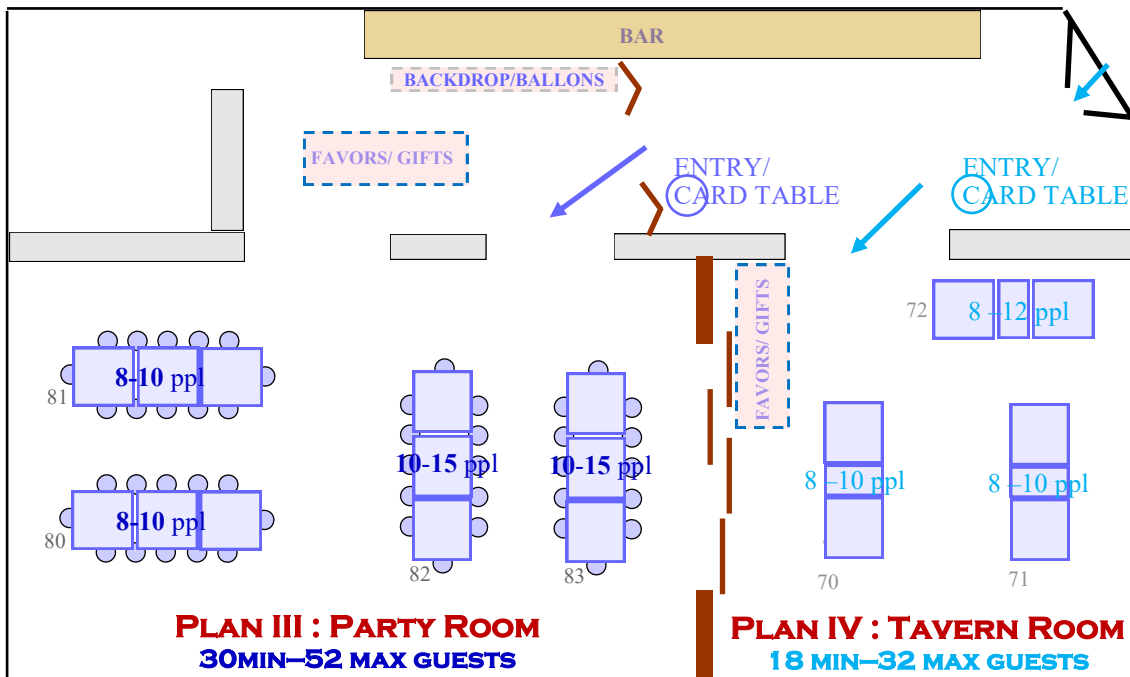 BAR
BACKDROP/BALLONS
FAVORS/ GIFTS
ENTRY/
CARD TABLE
ENTRY/
CARD TABLE
FAVORS/ GIFTS
72
8 –12 ppl
81
8-10 ppl
10-15 ppl
10-15 ppl
8 –10 ppl
8 –10 ppl
80
8-10 ppl
82
83
70
71
PLAN III : PARTY ROOM
30MIN–52 MAX GUESTS
PLAN IV : TAVERN ROOM
18 MIN–32 MAX GUESTS